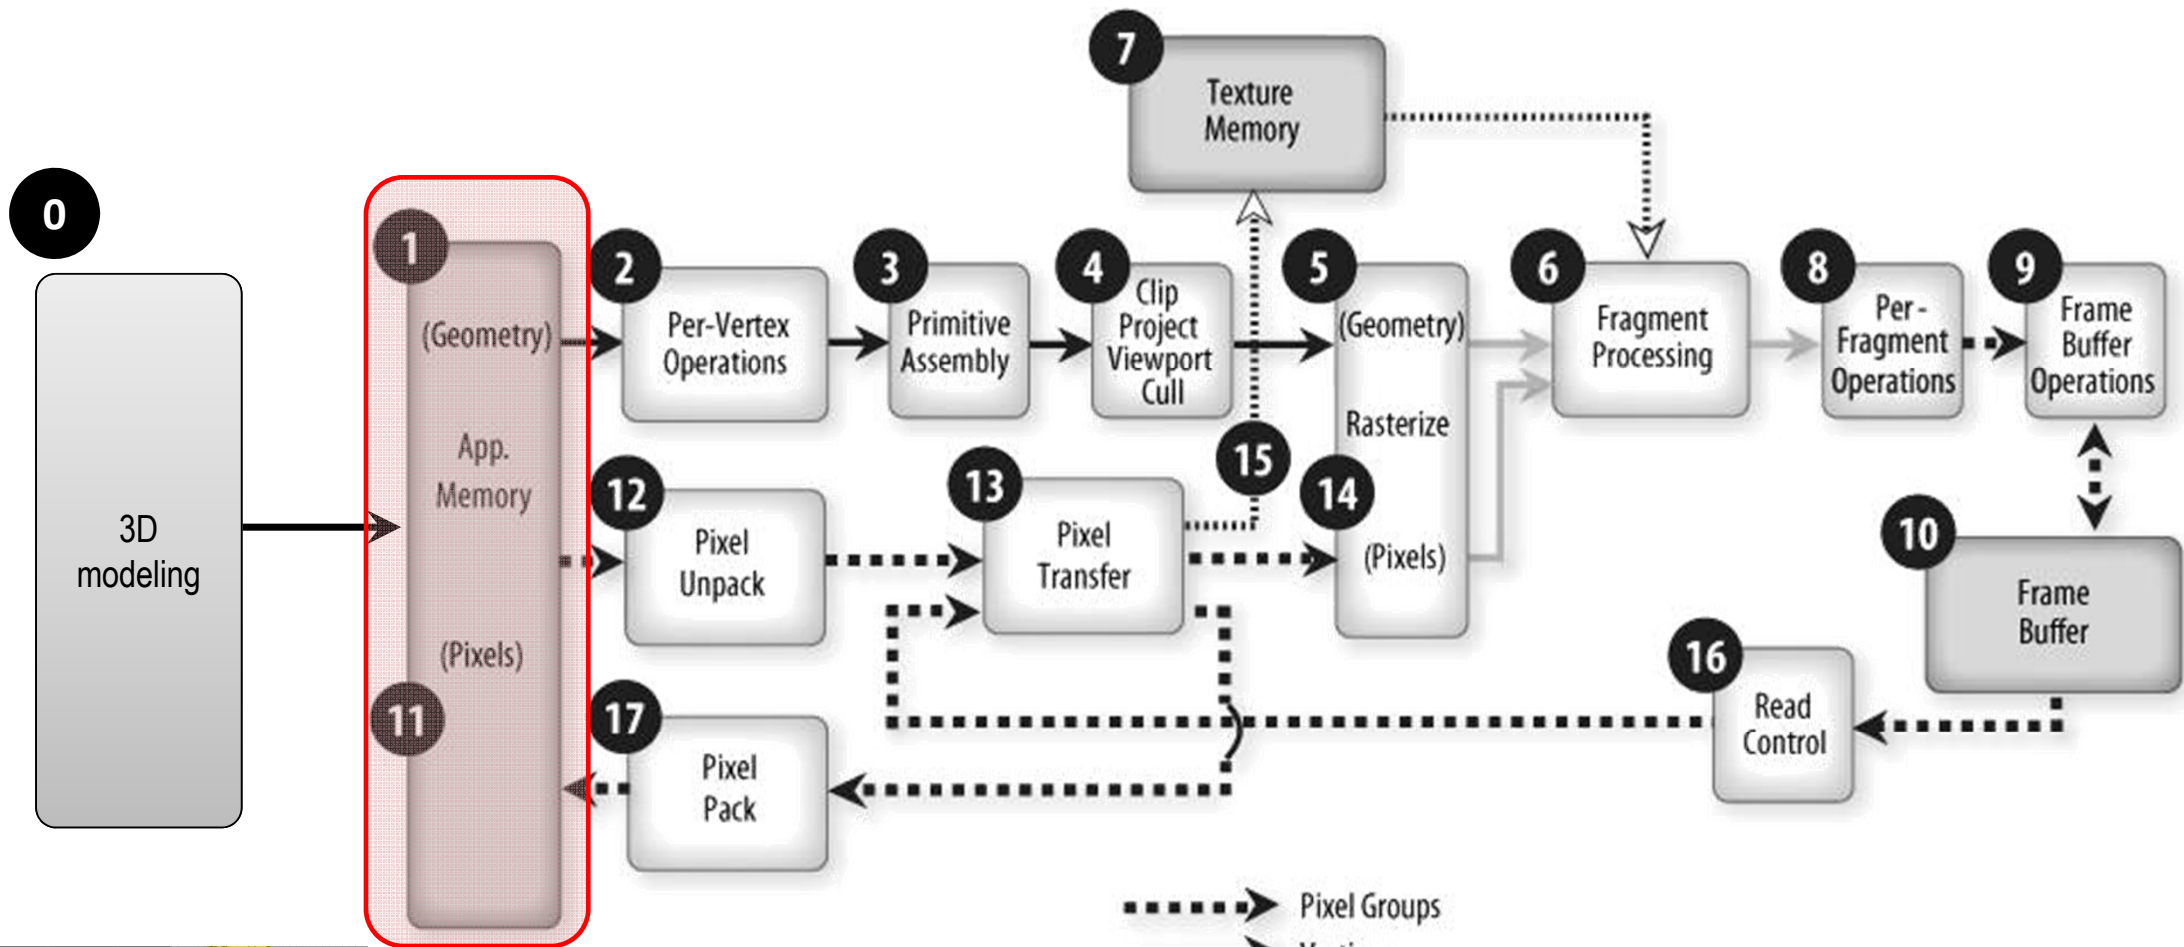 7
Texture
Memory
0
1
2
3
4
5
6
8
9
(Geometry)
App.
Memory
(Pixels)
11
3D
modeling
Per-Vertex
Operations
Primitive
Assembly
Clip
Project
Viewport
Cull
(Geometry)
Rasterize
14
(Pixels)
Fragment
Processing
Per-
Fragment
Operations
Frame
Buffer
Operations
12
Pixel
Unpack
13
Pixel
Transfer
15
10
Frame
Buffer
16
Read
Control
17
Pixel
Pack
Pixel Groups